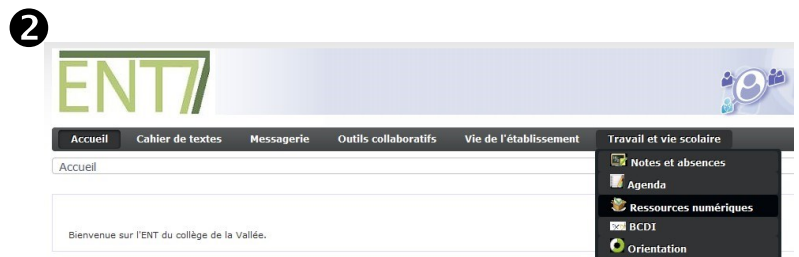 2
ENT7
Accueil Cahier de textes Messagerie Outils collaboratifs Vie de l'établissement Travail et vie scolaire
Accueil
Notes et absences
Agenda
Ressources numériques
BCDI
Orientation
Bienvenue sur l'ENT du collège de la Vallée.